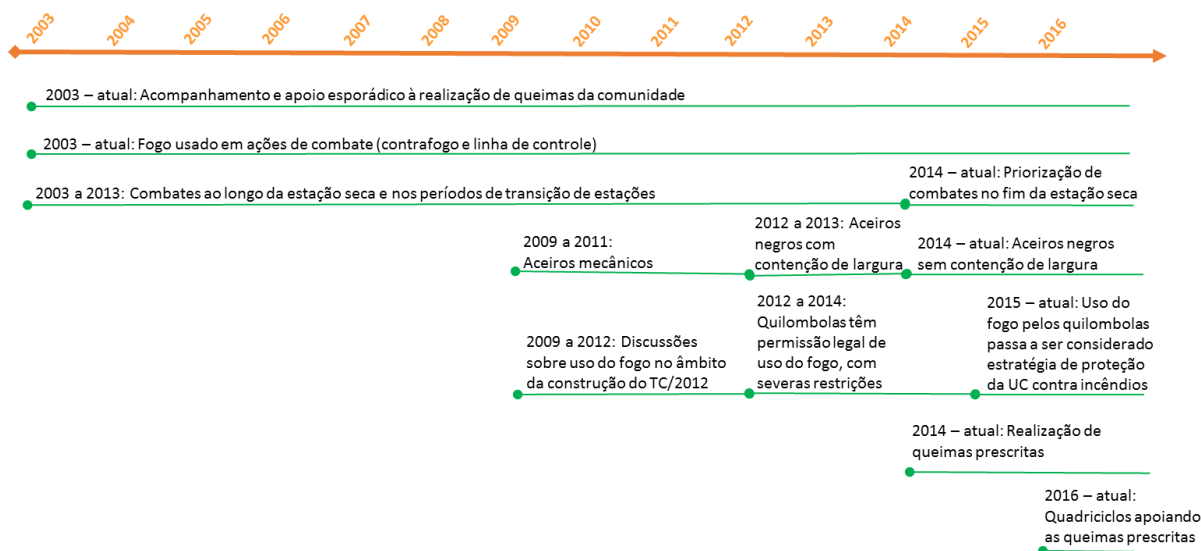 2003
2004
2005
2006
2007
2008
2009
2010
2011
2012
2013
2014
2015
2016
2003 – atual: Acompanhamento e apoio esporádico à realização de queimas da comunidade
2003 – atual: Fogo usado em ações de combate (contrafogo e linha de controle)
2003 a 2013: Combates ao longo da estação seca e nos períodos de transição de estações
2014 – atual: Priorização de
combates no fim da estação seca
2009 a 2011:
Aceiros mecânicos
2012 a 2013: Aceiros
negros com
contenção de largura
2014 – atual: Aceiros negros
sem contenção de largura
2009 a 2012: Discussões
sobre uso do fogo no âmbito
da construção do TC/2012
2012 a 2014:
Quilombolas têm
permissão legal de
uso do fogo, com
severas restrições
2015 – atual: Uso do
fogo pelos quilombolas
passa a ser considerado
estratégia de proteção
da UC contra incêndios
2014 – atual: Realização de
queimas prescritas
2016 – atual:
Quadriciclos apoiando
as queimas prescritas